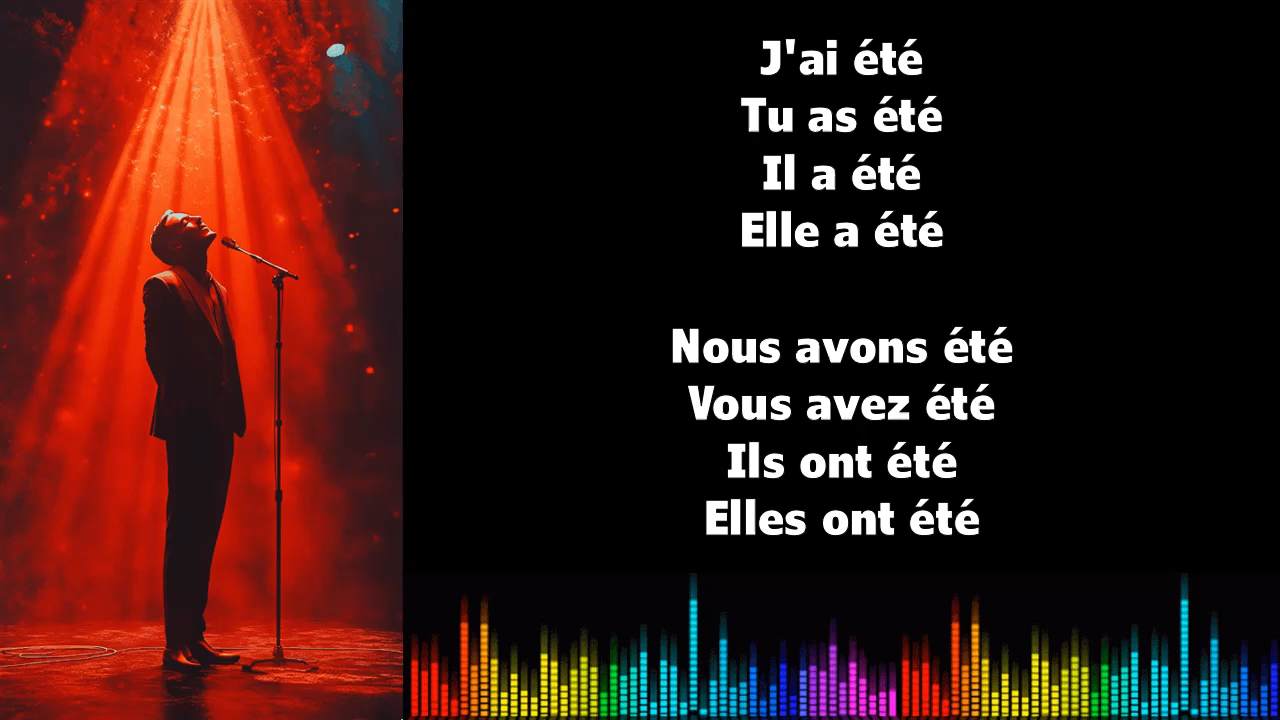 J'ai été
Tu as été
Il a été
Elle a été
Nous avons été
Vous avez été
Ils ont été
Elles ont été